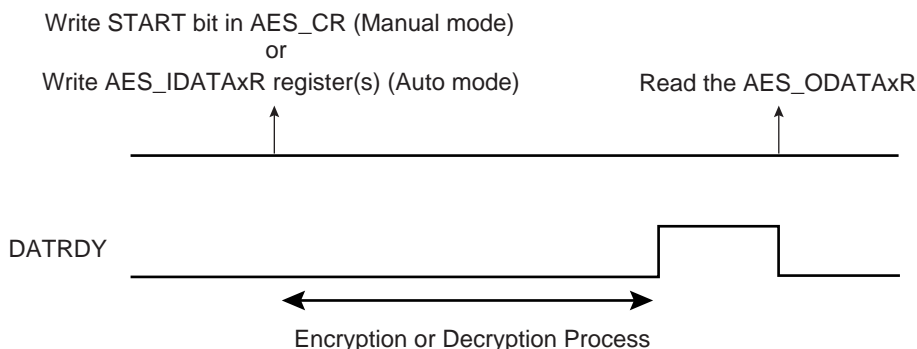 Write START bit in AES_CR (Manual mode)
or
Write AES_IDATAxR register(s) (Auto mode)
Read the AES_ODATAxR
DATRDY
Encryption or Decryption Process